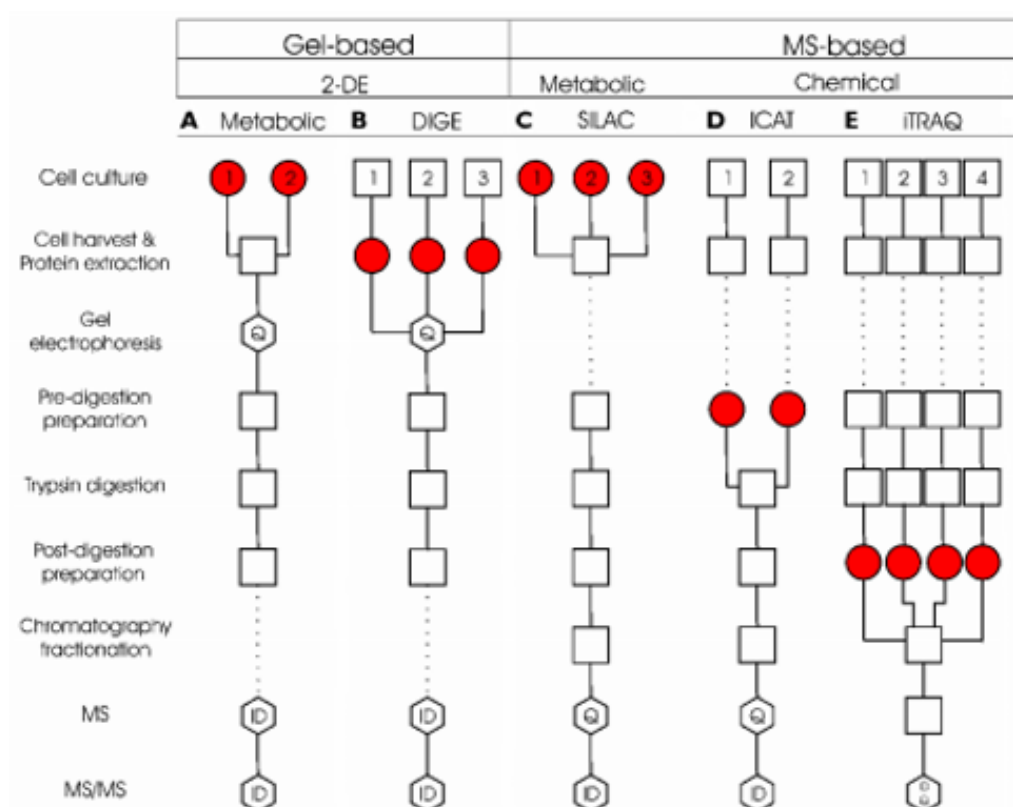 Gel-based MS-based
2-DE Metabolic Chemical
A Metabolic B DIGE C SILAC D ICAT E iTRAQ
Cell culture 1 2 1 2 3 1 2 3 1 2 1 2 3 4
Cell harvest &
Protein extraction
Gel
electrophoresis Q Q
Pre-digestion
preparation
Trypsin digestion
Post-digestion
preparation
Chromatography
fractionation
MS ID ID Q Q
MS/MS ID ID ID ID